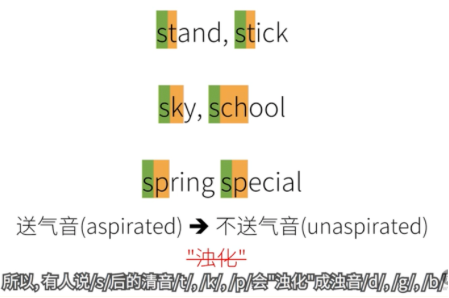 stand, stick
sky, school
spring special
送气音(aspirated) ➔ 不送气音(unaspirated)
"浊化"
所以, 有人说/s/后的清音/t/, /k/, /p/会"浊化"成浊音/d/, /g/, /b/